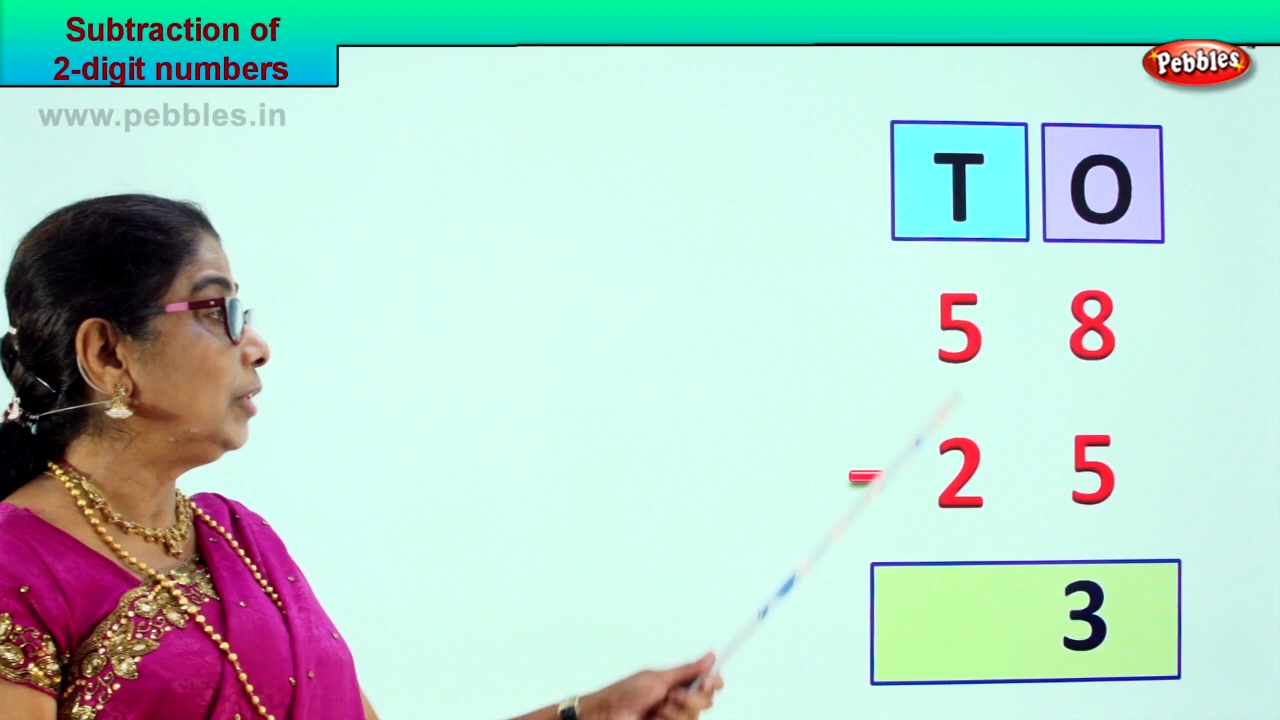 Subtraction of
2-digit numbers
Pebbles
www.pebbles.in
T O
5 8
- 2 5
3